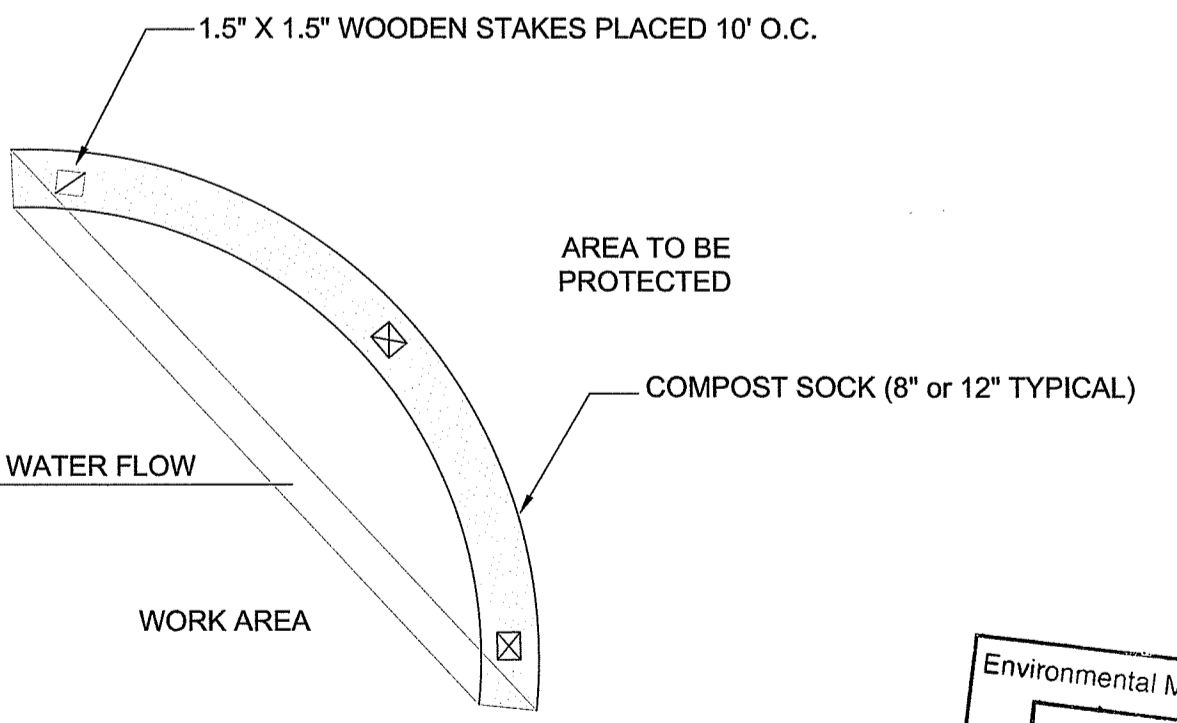 1.5" X 1.5" WOODEN STAKES PLACED 10' O.C.
AREA TO BE
PROTECTED
COMPOST SOCK (8" or 12" TYPICAL)
WATER FLOW
WORK AREA
Environmental